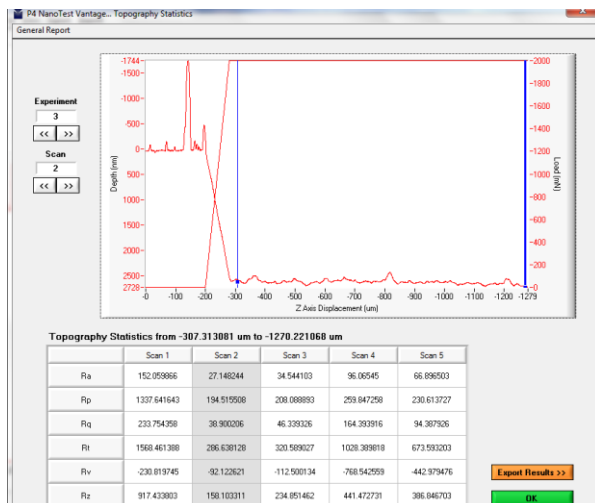 P4 NanoTest Vantage... Topography Statistics
General Report
Experiment
3
<< >>
Scan
2
<< >>
Depth (nm)
-1744
-1500
-1000
-500
0
500
1000
1500
2000
2500
2728
-0 -100 -200 -300 -400 -500 -600 -700 -800 -900 -1000 -1100 -1279
Z Axis Displacement (um)
-2000
-1800
-1600
-1400
-1200
-1000
-800
-600
-400
-200
-0
Load (mN)
Topography Statistics from -307.313081 um to -1270.221068 um
Scan 1 Scan 2 Scan 3 Scan 4 Scan 5
Ra 152.059866 27.148244 34.544103 96.06545 66.896503
Rp 1337.641643 194.515508 208.088893 259.847258 230.613727
Rq 233.754358 38.900206 46.339326 164.393916 94.387926
Rt 1568.461388 286.638128 320.589027 1028.389818 673.593203
Rv -230.819745 -92.122621 -112.500134 -768.542559 -442.979476
Rz 917.433803 158.103311 234.851462 441.472731 386.846703
Export Results >>
OK